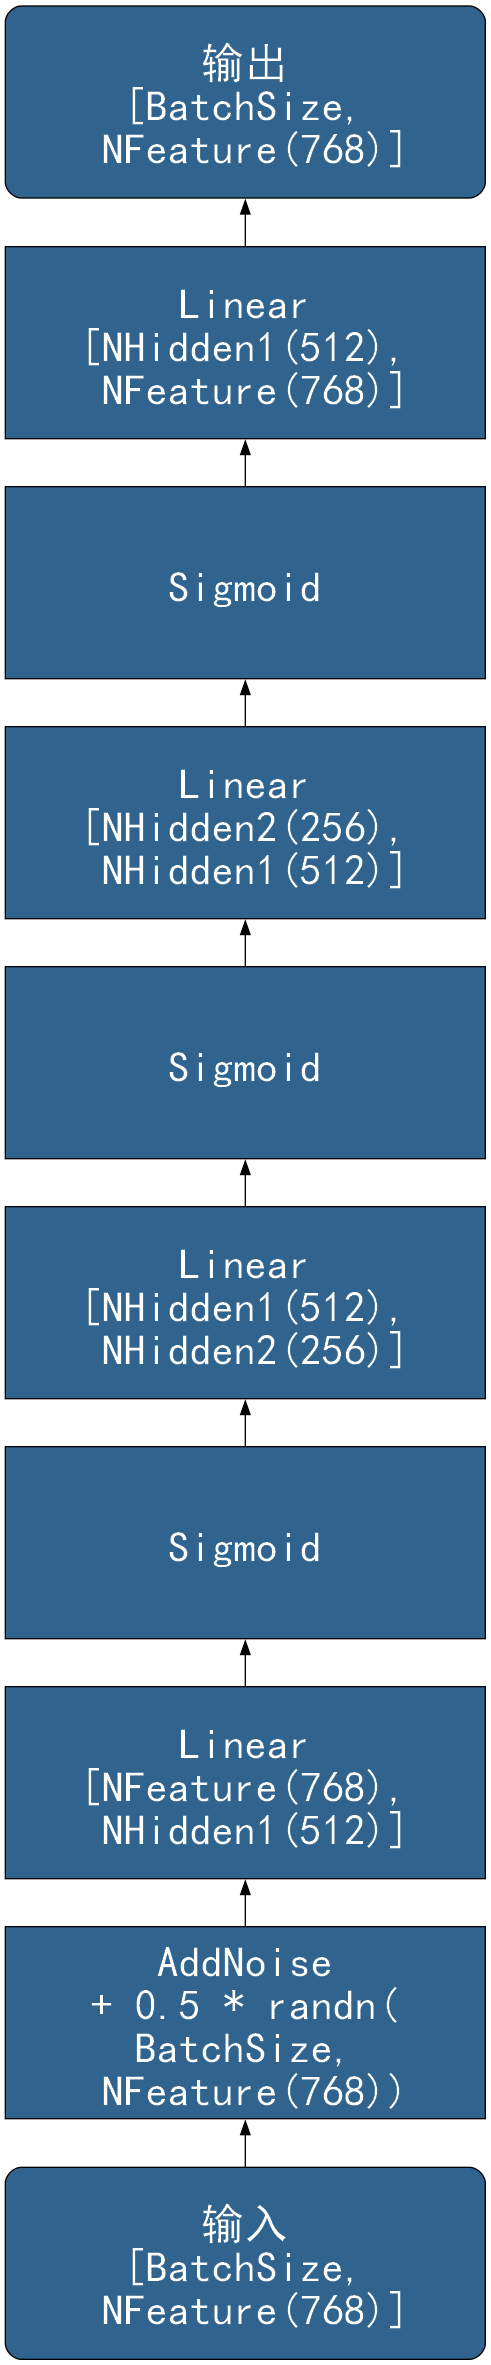 输出
[BatchSize,
NFeature(768)]
Linear
[NHidden1(512),
NFeature(768)]
Sigmoid
Linear
[NHidden2(256),
NHidden1(512)]
Sigmoid
Linear
[NHidden1(512),
NHidden2(256)]
Sigmoid
Linear
[NFeature(768),
NHidden1(512)]
AddNoise
+ 0.5 * randn(
BatchSize,
NFeature(768))
输入
[BatchSize,
NFeature(768)]